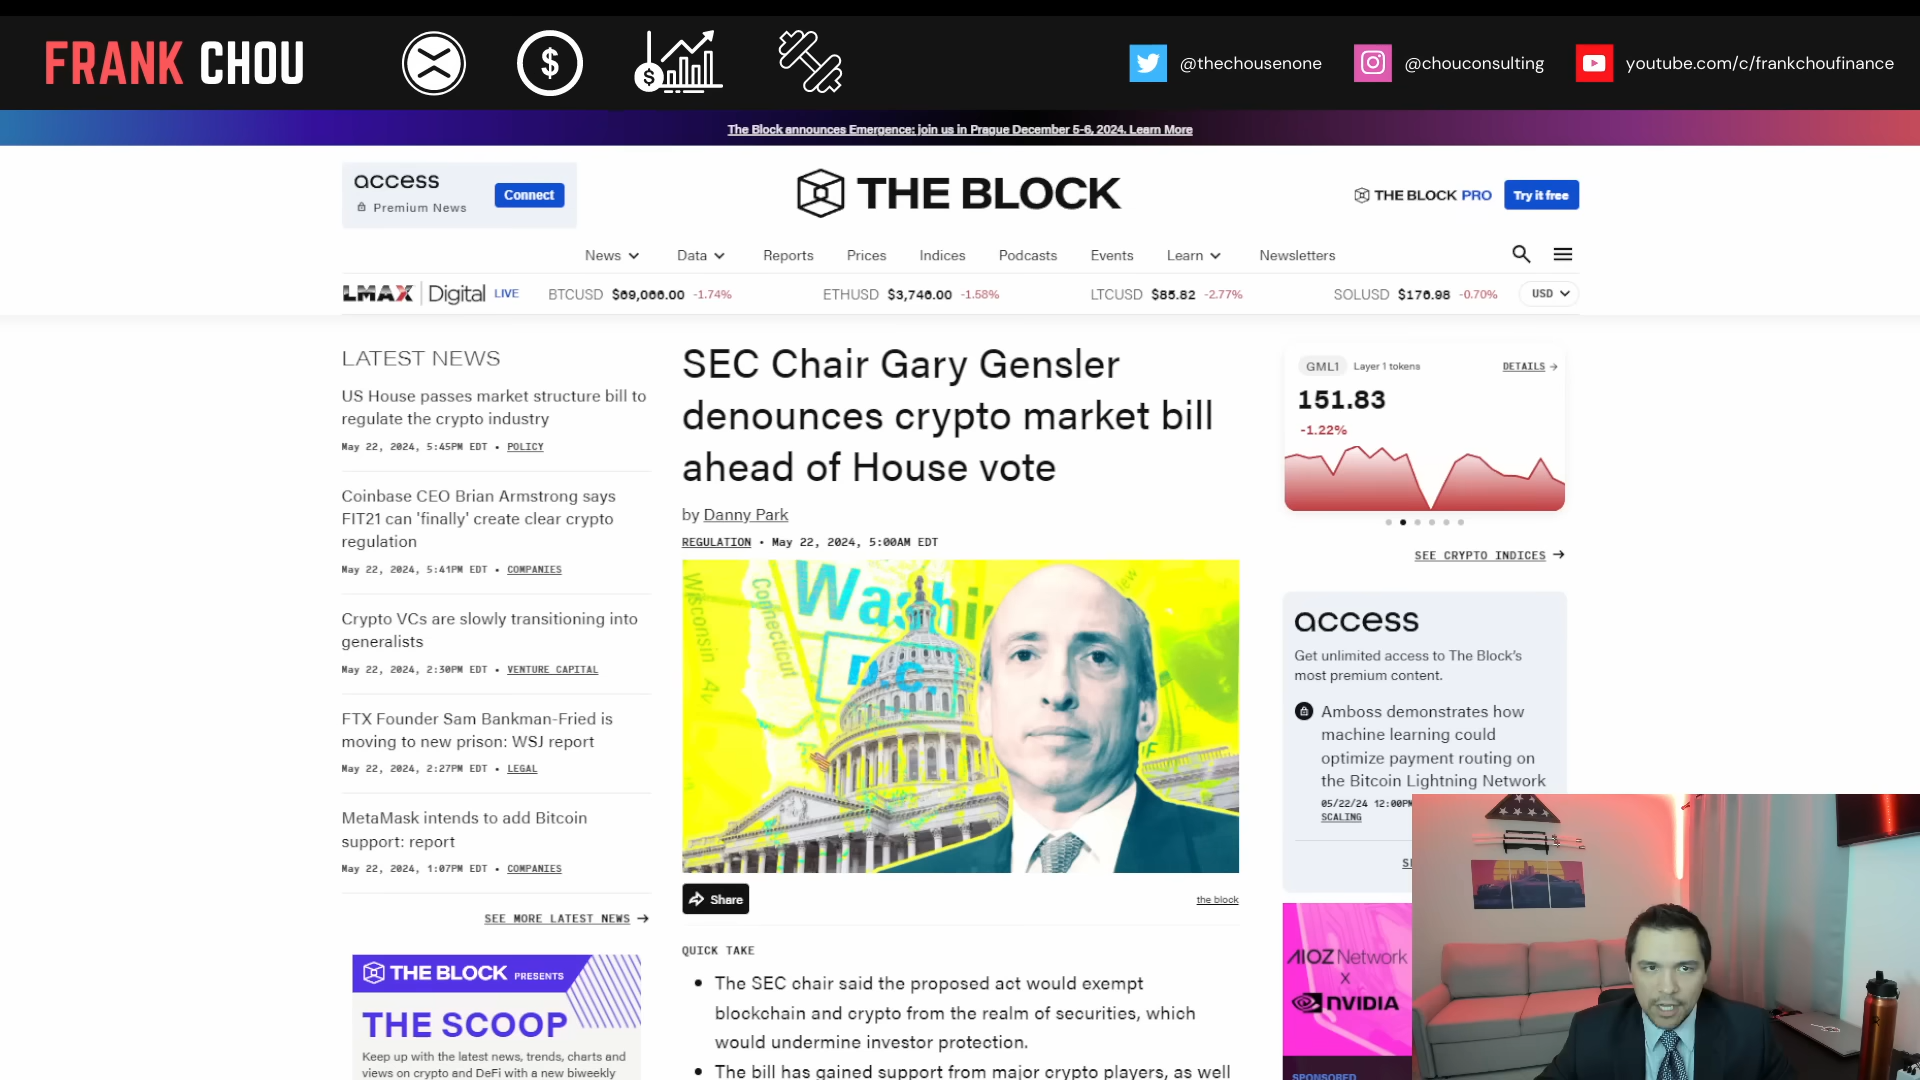 FRANK CHOU
@thechousenone
@chouconsulting
youtube.com/c/frankchoufinance
The Block announces Emergence: join us in Prague December 5-6, 2024. Learn More
access
Premium News
Connect
THE BLOCK
THE BLOCK PRO
Try it free
News
Data
Reports
Prices
Indices
Podcasts
Events
Learn
Newsletters
LMAX Digital LIVE
BTCUSD $69,066.00 -1.74%
ETHUSD $3,746.00 -1.58%
LTCUSD $85.82 -2.77%
SOLUSD $176.98 -0.70%
USD
LATEST NEWS
US House passes market structure bill to
regulate the crypto industry
May 22, 2024, 5:45PM EDT • POLICY
Coinbase CEO Brian Armstrong says
FIT21 can 'finally' create clear crypto
regulation
May 22, 2024, 5:41PM EDT • COMPANIES
Crypto VCs are slowly transitioning into
generalists
May 22, 2024, 2:30PM EDT • VENTURE CAPITAL
FTX Founder Sam Bankman-Fried is
moving to new prison: WSJ report
May 22, 2024, 2:27PM EDT • LEGAL
MetaMask intends to add Bitcoin
support: report
May 22, 2024, 1:07PM EDT • COMPANIES
SEE MORE LATEST NEWS
THE BLOCK PRESENTS
THE SCOOP
Keep up with the latest news, trends, charts and
views on crypto and DeFi with a new biweekly
SEC Chair Gary Gensler
denounces crypto market bill
ahead of House vote
by Danny Park
REGULATION • May 22, 2024, 5:00AM EDT
Washin
D.C.
Wisconsin
Connecticut
Share
the block
QUICK TAKE
• The SEC chair said the proposed act would exempt
blockchain and crypto from the realm of securities, which
would undermine investor protection.
• The bill has gained support from major crypto players, as well
GMLI Layer 1 tokens
DETAILS
151.83
-1.22%
SEE CRYPTO INDICES
access
Get unlimited access to The Block's
most premium content.
Amboss demonstrates how
machine learning could
optimize payment routing on
the Bitcoin Lightning Network
05/22/24 12:00PM
SCALING
AIOZ Network
X
NVIDIA
SPONSORED